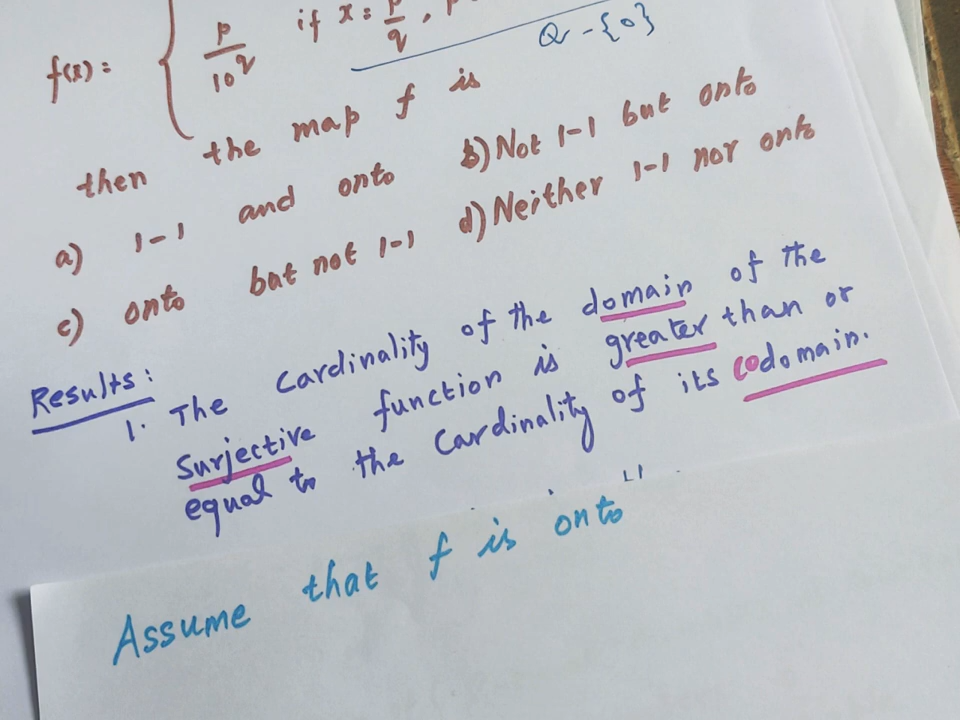 f(x) = { p/10^q if x = p/q , p
Q - {0}
then the map f is
a) 1-1 and onto b) Not 1-1 but onto
c) onto but not 1-1 d) Neither 1-1 nor onto
Results:
1. The Cardinality of the domain of the
Surjective function is greater than or
equal to the Cardinality of its codomain.
Assume that f is onto